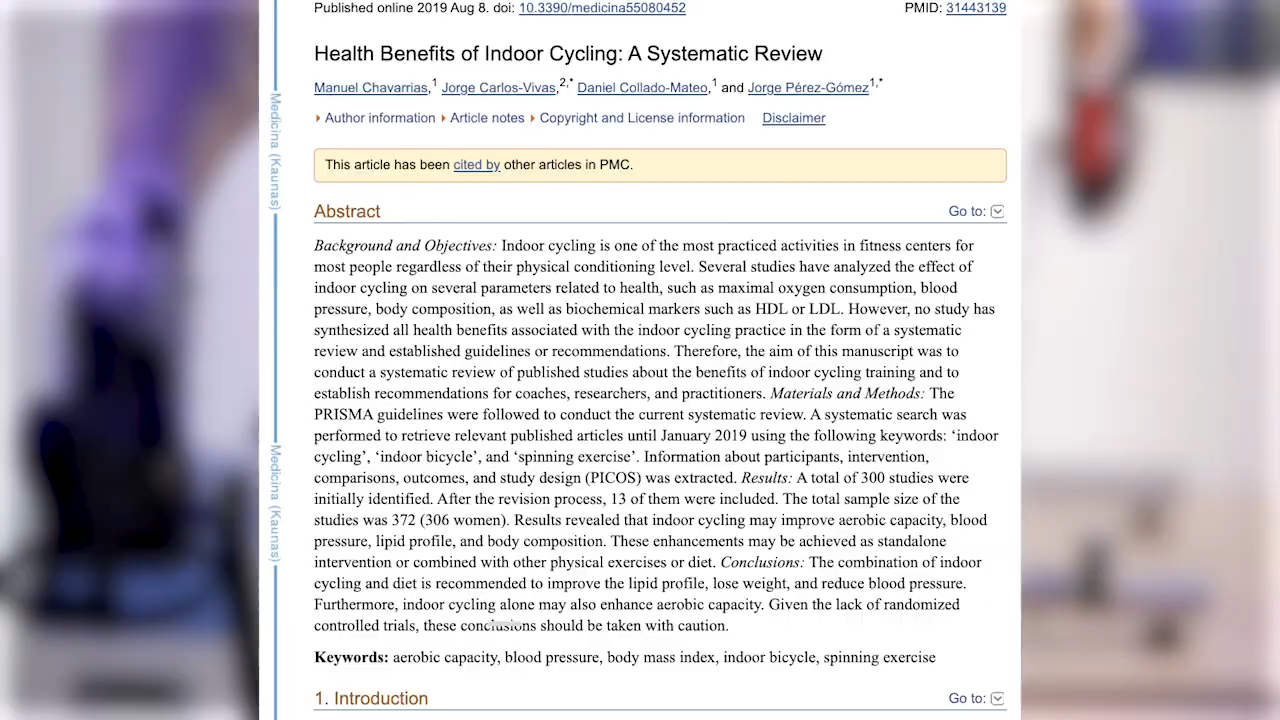 Published online 2019 Aug 8. doi: 10.3390/medicina55080452
PMID: 31443139
Health Benefits of Indoor Cycling: A Systematic Review
Manuel Chavarrias,1 Jorge Carlos-Vivas,2,* Daniel Collado-Mateo,1 and Jorge Pérez-Gómez1,*
Author information Article notes Copyright and License information Disclaimer
This article has been cited by other articles in PMC.
Abstract
Go to:
Background and Objectives: Indoor cycling is one of the most practiced activities in fitness centers for
most people regardless of their physical conditioning level. Several studies have analyzed the effect of
indoor cycling on several parameters related to health, such as maximal oxygen consumption, blood
pressure, body composition, as well as biochemical markers such as HDL or LDL. However, no study has
synthesized all health benefits associated with the indoor cycling practice in the form of a systematic
review and established guidelines or recommendations. Therefore, the aim of this manuscript was to
conduct a systematic review of published studies about the benefits of indoor cycling training and to
establish recommendations for coaches, researchers, and practitioners. Materials and Methods: The
PRISMA guidelines were followed to conduct the current systematic review. A systematic search was
performed to retrieve relevant published articles until January 2019 using the following keywords: ‘indoor
cycling’, ‘indoor bicycle’, and ‘spinning exercise’. Information about participants, intervention,
comparisons, outcomes, and study design (PICOS) was extracted. Results: A total of 300 studies were
initially identified. After the revision process, 13 of them were included. The total sample size of the
studies was 372 (306 women). Results revealed that indoor cycling may improve aerobic capacity, blood
pressure, lipid profile, and body composition. These enhancements may be achieved as standalone
intervention or combined with other physical exercises or diet. Conclusions: The combination of indoor
cycling and diet is recommended to improve the lipid profile, lose weight, and reduce blood pressure.
Furthermore, indoor cycling alone may also enhance aerobic capacity. Given the lack of randomized
controlled trials, these conclusions should be taken with caution.
Keywords: aerobic capacity, blood pressure, body mass index, indoor bicycle, spinning exercise
1. Introduction
Go to:
Medicina (Kaunas)
Medicina (Kaunas)